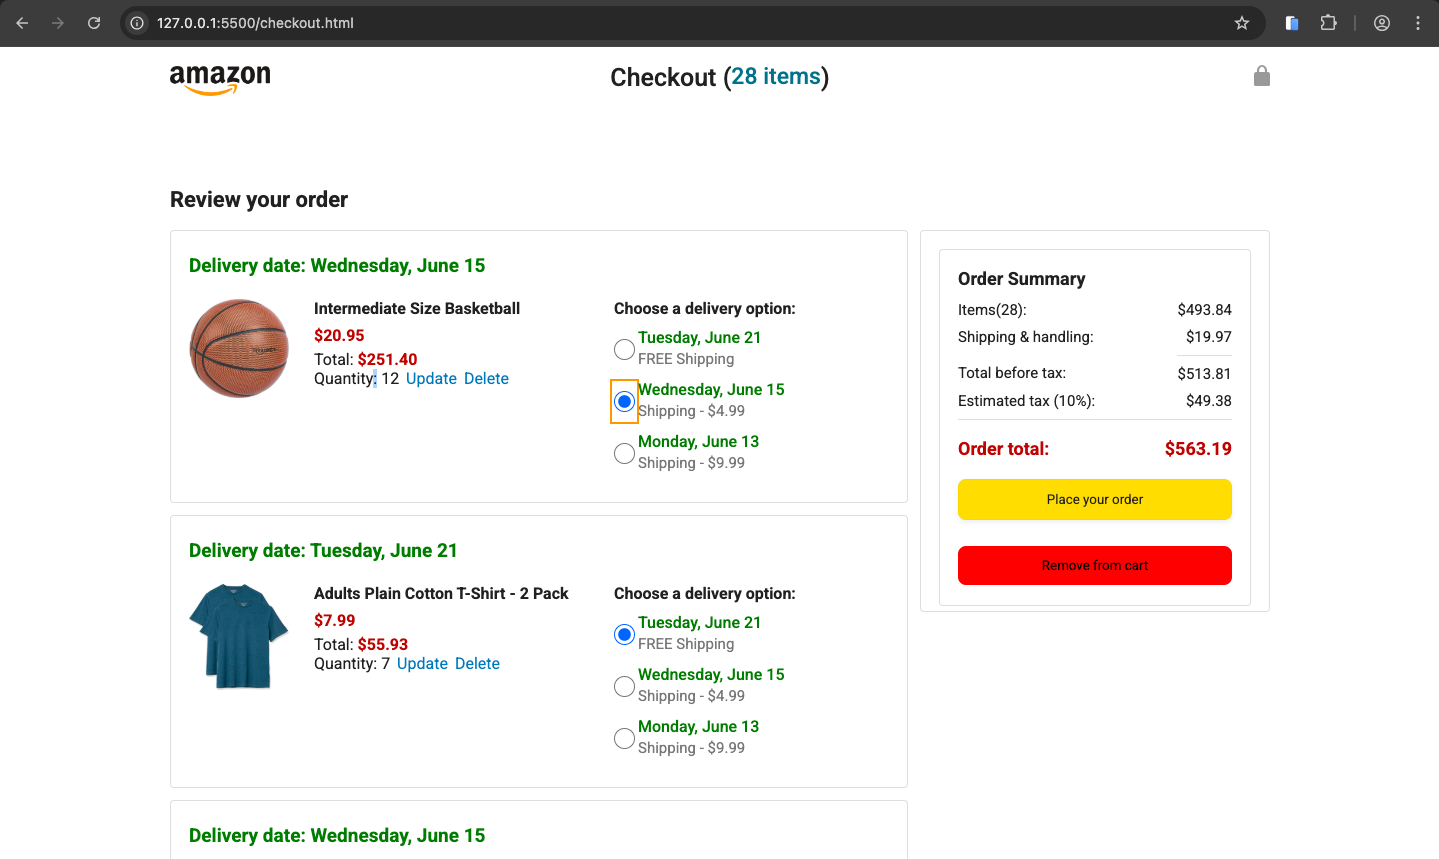 127.0.0.1:5500/checkout.html
amazon
Checkout (28 items)
Review your order
Delivery date: Wednesday, June 15
Intermediate Size Basketball
$20.95
Total: $251.40
Quantity: 12 Update Delete
Choose a delivery option:
Tuesday, June 21
FREE Shipping
Wednesday, June 15
Shipping - $4.99
Monday, June 13
Shipping - $9.99
Delivery date: Tuesday, June 21
Adults Plain Cotton T-Shirt - 2 Pack
$7.99
Total: $55.93
Quantity: 7 Update Delete
Choose a delivery option:
Tuesday, June 21
FREE Shipping
Wednesday, June 15
Shipping - $4.99
Monday, June 13
Shipping - $9.99
Delivery date: Wednesday, June 15
Order Summary
Items(28): $493.84
Shipping & handling: $19.97
Total before tax: $513.81
Estimated tax (10%): $49.38
Order total: $563.19
Place your order
Remove from cart